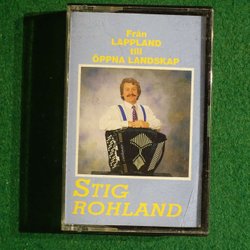 Från
LAPPLAND
till
ÖPPNA LANDSKAP
STIG
ROHLAND